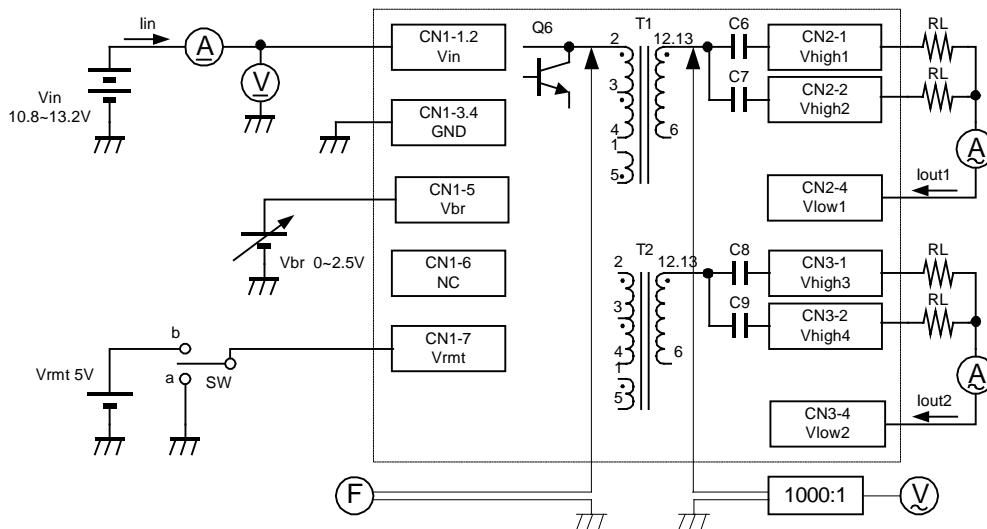 Iin
A
V
Vin
10.8~13.2V
CN1-1.2
Vin
CN1-3.4
GND
CN1-5
Vbr
Vbr 0~2.5V
CN1-6
NC
CN1-7
Vrmt
Vrmt 5V
b
a
SW
Q6
T1
2
3
4
1
5
12.13
6
C6
C7
CN2-1
Vhigh1
CN2-2
Vhigh2
RL
RL
A
Iout1
CN2-4
Vlow1
T2
2
3
4
1
5
12.13
6
C8
C9
CN3-1
Vhigh3
CN3-2
Vhigh4
RL
RL
A
Iout2
CN3-4
Vlow2
F
1000:1
V